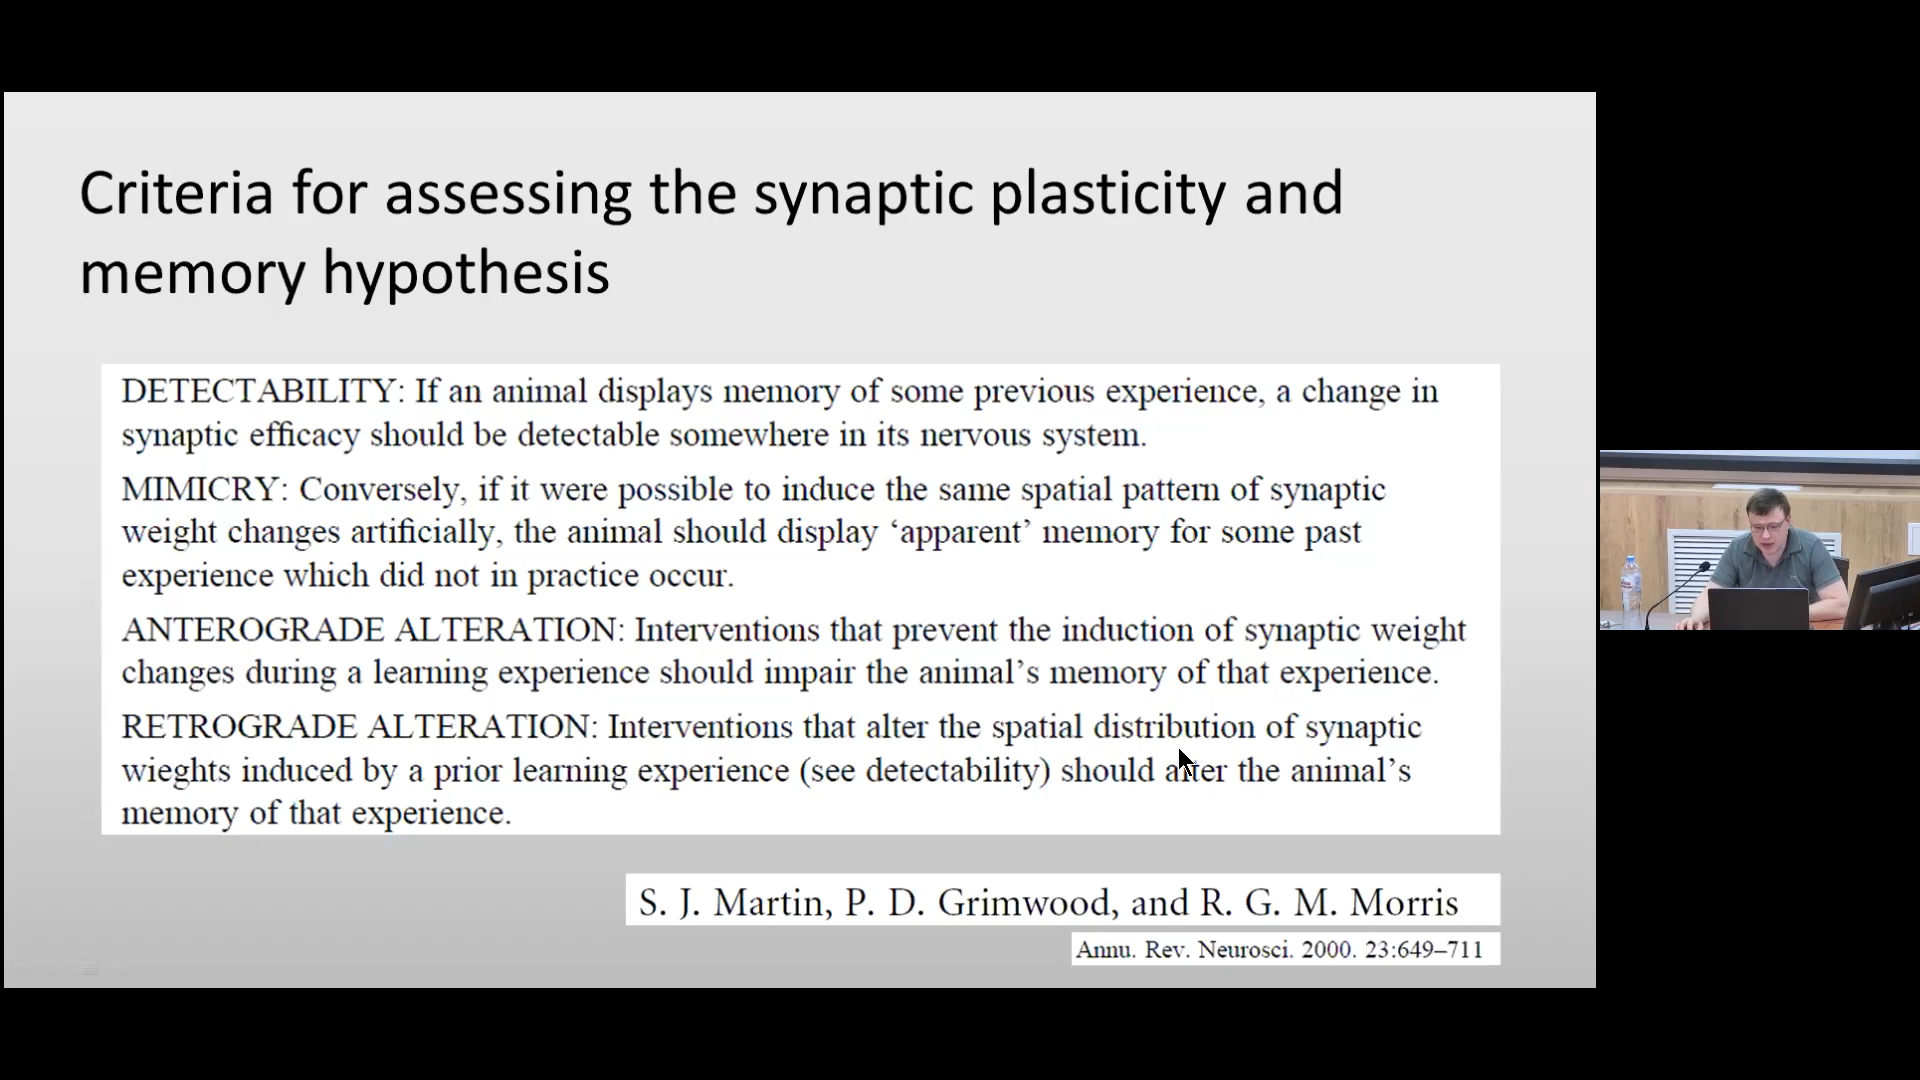 Criteria for assessing the synaptic plasticity and
memory hypothesis
DETECTABILITY: If an animal displays memory of some previous experience, a change in
synaptic efficacy should be detectable somewhere in its nervous system.
MIMICRY: Conversely, if it were possible to induce the same spatial pattern of synaptic
weight changes artificially, the animal should display ‘apparent’ memory for some past
experience which did not in practice occur.
ANTEROGRADE ALTERATION: Interventions that prevent the induction of synaptic weight
changes during a learning experience should impair the animal’s memory of that experience.
RETROGRADE ALTERATION: Interventions that alter the spatial distribution of synaptic
wieghts induced by a prior learning experience (see detectability) should alter the animal’s
memory of that experience.
S. J. Martin, P. D. Grimwood, and R. G. M. Morris
Annu. Rev. Neurosci. 2000. 23:649–711